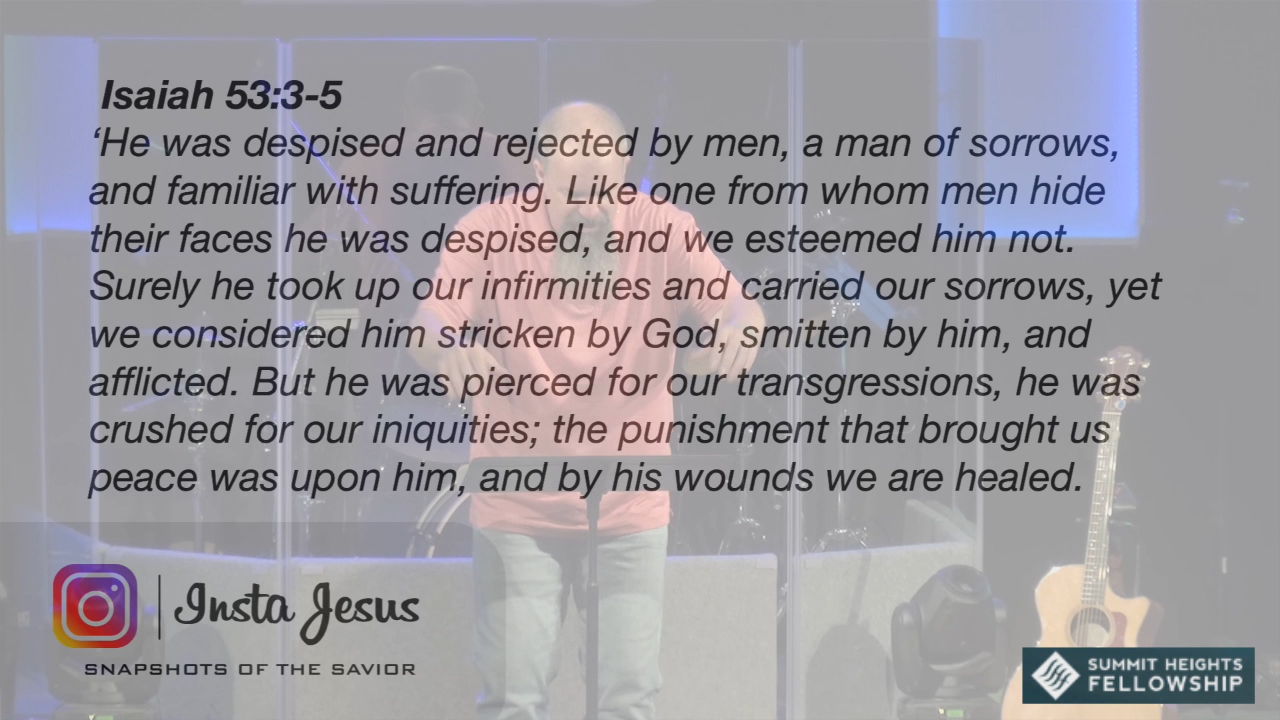 Isaiah 53:3-5
‘He was despised and rejected by men, a man of sorrows,
and familiar with suffering. Like one from whom men hide
their faces he was despised, and we esteemed him not.
Surely he took up our infirmities and carried our sorrows, yet
we considered him stricken by God, smitten by him, and
afflicted. But he was pierced for our transgressions, he was
crushed for our iniquities; the punishment that brought us
peace was upon him, and by his wounds we are healed.
Insta Jesus
SNAPSHOTS OF THE SAVIOR
SUMMIT HEIGHTS
FELLOWSHIP